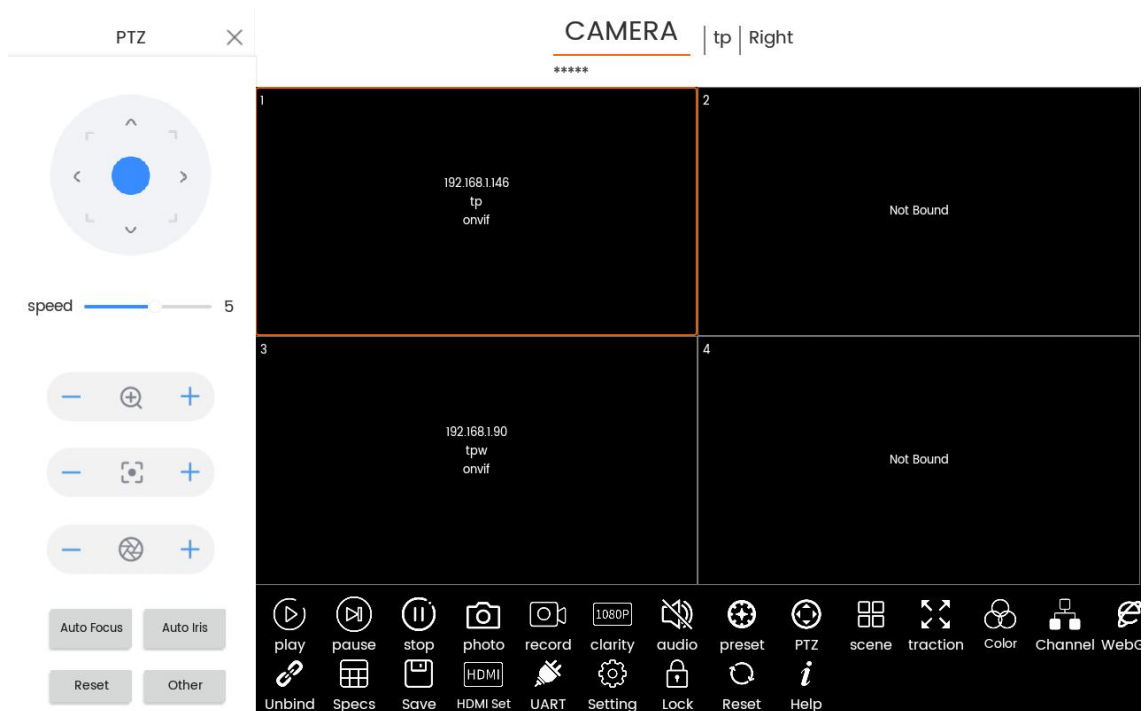 PTZ
CAMERA | tp | Right
*****
speed 5
Auto Focus Auto Iris
Reset Other
1
192.168.1.146
tp
onvif
2
Not Bound
3
192.168.1.90
tpw
onvif
4
Not Bound
1080P
play pause stop photo record clarity audio preset PTZ scene traction Color Channel WebG
HDMI
Unbind Specs Save HDMI Set UART Setting Lock Reset Help